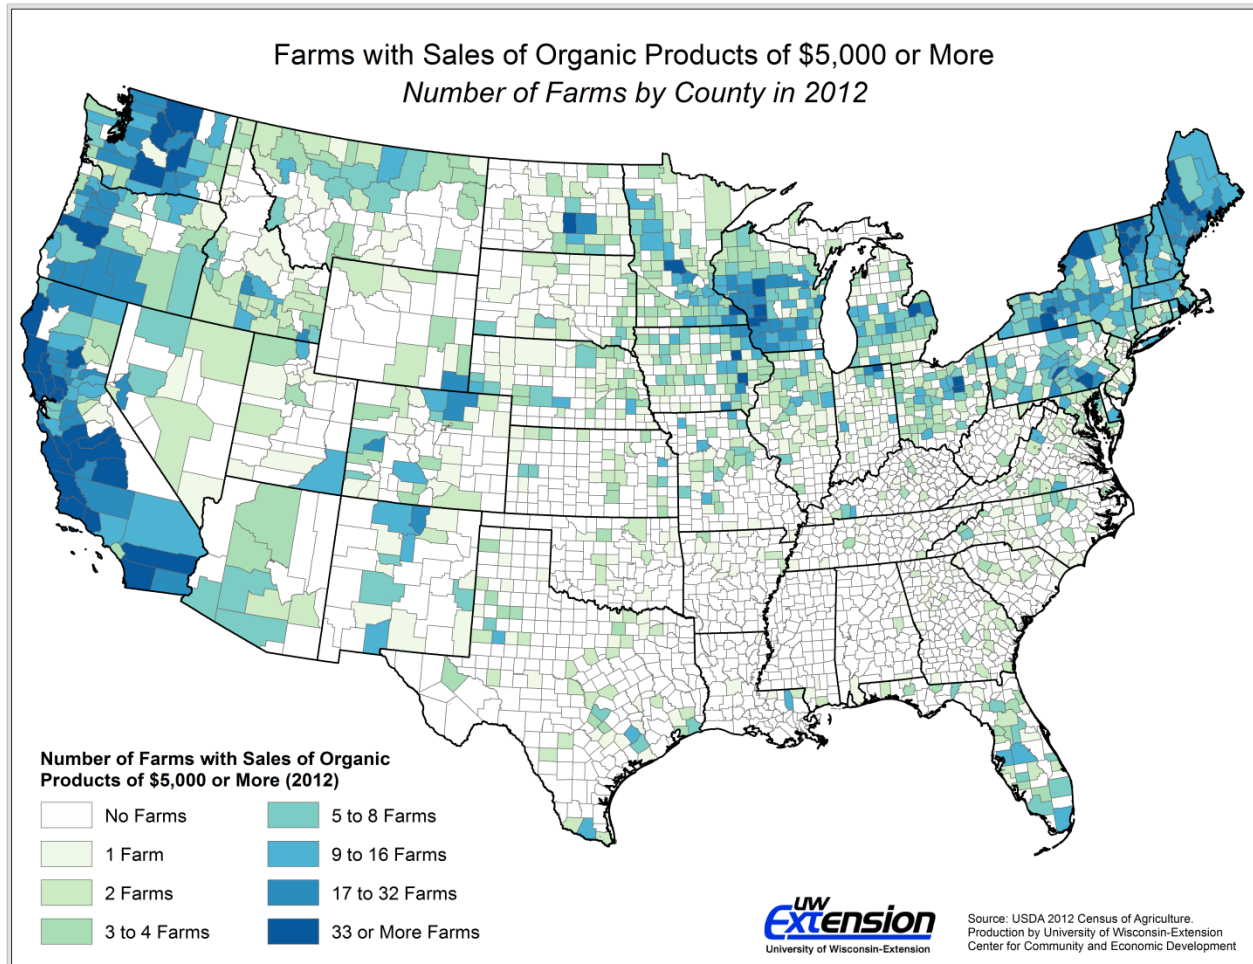 Farms with Sales of Organic Products of $5,000 or More
Number of Farms by County in 2012
Number of Farms with Sales of Organic
Products of $5,000 or More (2012)
No Farms
1 Farm
2 Farms
3 to 4 Farms
5 to 8 Farms
9 to 16 Farms
17 to 32 Farms
33 or More Farms
UW
Extension
University of Wisconsin-Extension
Source: USDA 2012 Census of Agriculture.
Production by University of Wisconsin-Extension
Center for Community and Economic Development